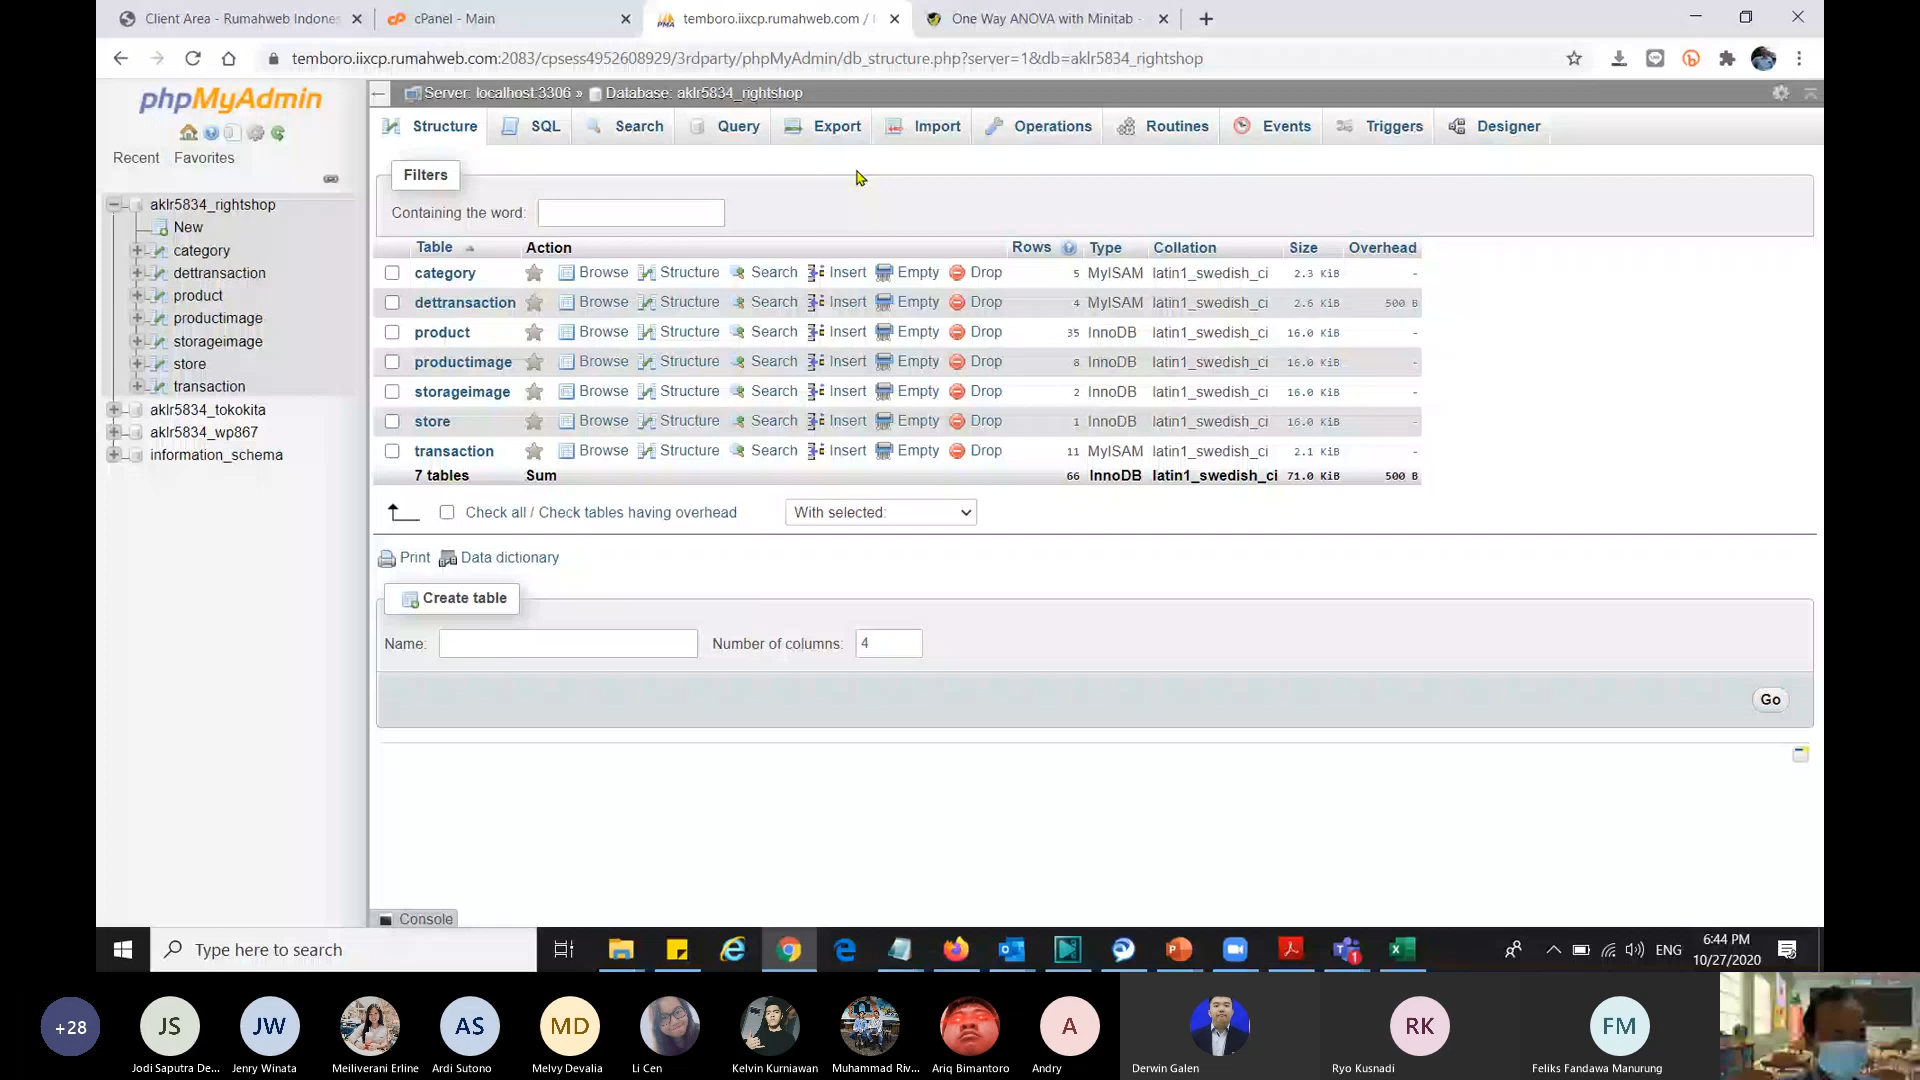 Client Area - Rumahweb Indones
cPanel - Main
temboro.iixcp.rumahweb.com /
One Way ANOVA with Minitab -
temboro.iixcp.rumahweb.com:2083/cpsess4952608929/3rdparty/phpMyAdmin/db_structure.php?server=1&db=aklr5834_rightshop
phpMyAdmin
Recent Favorites
aklr5834_rightshop
New
category
dettransaction
product
productimage
storageimage
store
transaction
aklr5834_tokokita
aklr5834_wp867
information_schema
Server: localhost:3306 » Database: aklr5834_rightshop
Structure SQL Search Query Export Import Operations Routines Events Triggers Designer
Filters
Containing the word:
Table Action Rows Type Collation Size Overhead
category Browse Structure Search Insert Empty Drop 5 MyISAM latin1_swedish_ci 2.3 KiB -
dettransaction Browse Structure Search Insert Empty Drop 4 MyISAM latin1_swedish_ci 2.6 KiB 500 B
product Browse Structure Search Insert Empty Drop 35 InnoDB latin1_swedish_ci 16.0 KiB -
productimage Browse Structure Search Insert Empty Drop 8 InnoDB latin1_swedish_ci 16.0 KiB -
storageimage Browse Structure Search Insert Empty Drop 2 InnoDB latin1_swedish_ci 16.0 KiB -
store Browse Structure Search Insert Empty Drop 1 InnoDB latin1_swedish_ci 16.0 KiB -
transaction Browse Structure Search Insert Empty Drop 11 MyISAM latin1_swedish_ci 2.1 KiB -
7 tables Sum 66 InnoDB latin1_swedish_ci 71.0 KiB 500 B
Check all / Check tables having overhead With selected:
Print Data dictionary
Create table
Name: Number of columns: 4
Go
Console
Type here to search
ENG
6:44 PM
10/27/2020
+28
JS
JW
AS
MD
A
RK
FM
Jodi Saputra De...
Jenry Winata
Meiliverani Erline
Ardi Sutono
Melvy Devalia
Li Cen
Kelvin Kurniawan
Muhammad Riv...
Ariq Bimantoro
Andry
Derwin Galen
Ryo Kusnadi
Feliks Fandawa Manurung